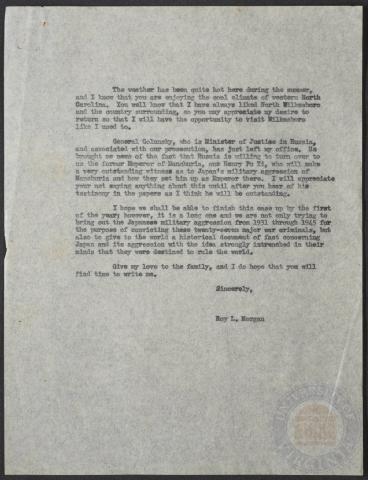 The weather has been quite hot here during the summer,
and I know that you are enjoying the cool climate of western North
Carolina. You well know that I have always liked North Wilkesboro
and the country surrounding, so you may appreciate my desire to
return so that I will have the opportunity to visit Wilkesboro
like I used to.
General Golunsky, who is Minister of Justice in Russia,
and associated with our prosecution, has just left my office. He
brought me news of the fact that Russia is willing to turn over to
us the former Emperor of Manchuria, one Henry Pu Yi, who will make
a very outstanding witness as to Japan's military aggression of
Manchuria and how they set him up as Emperor there. I will appreciate
your not saying anything about this until after you hear of his
testimony in the papers as I think he will be outstanding.
I hope we shall be able to finish this case up by the first
of the year; however, it is a long one and we are not only trying to
bring out the Japanese military aggression from 1931 through 1945 for
the purpose of convicting these twenty-seven major war criminals, but
also to give to the world a historical document of fact concerning
Japan and its aggression with the idea strongly intrenched in their
minds that they were destined to rule the world.
Give my love to the family, and I do hope that you will
find time to write me.
Sincerely,
Roy L. Morgan